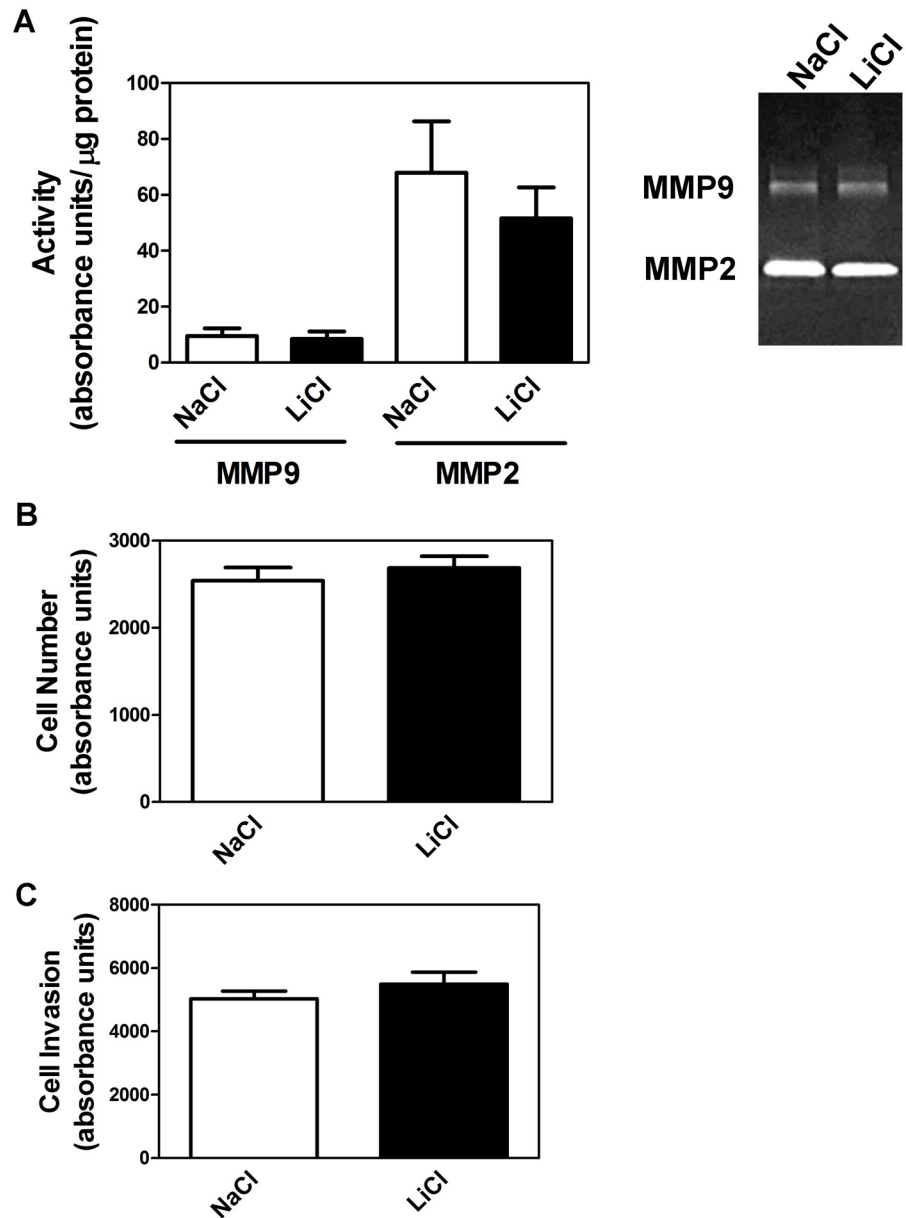 A
Activity
(absorbance units/µg protein)
100
80
60
40
20
0
NaCl
LiCl
NaCl
LiCl
MMP9
MMP2
NaCl
LiCl
MMP9
MMP2
B
Cell Number
(absorbance units)
3000
2000
1000
0
NaCl
LiCl
C
Cell Invasion
(absorbance units)
8000
6000
4000
2000
0
NaCl
LiCl